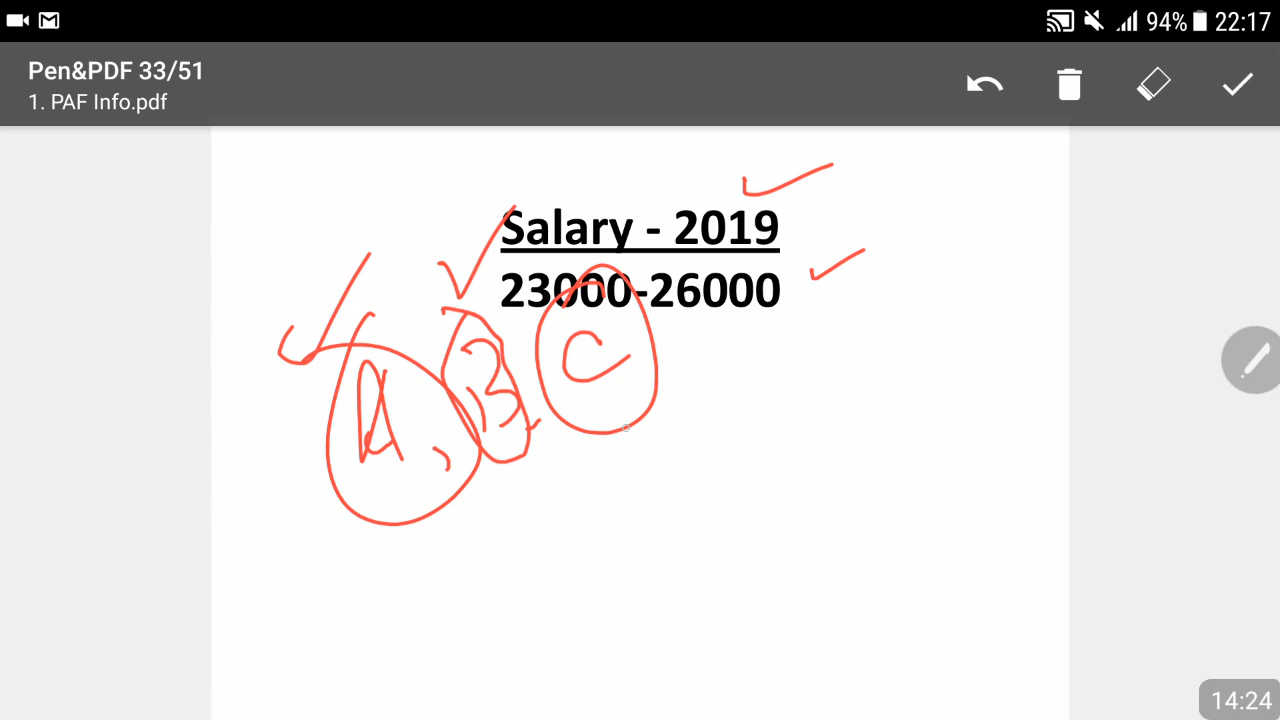 94% 22:17
Pen&PDF 33/51
1. PAF Info.pdf
Salary - 2019
23000-26000
A, B, C
14:24